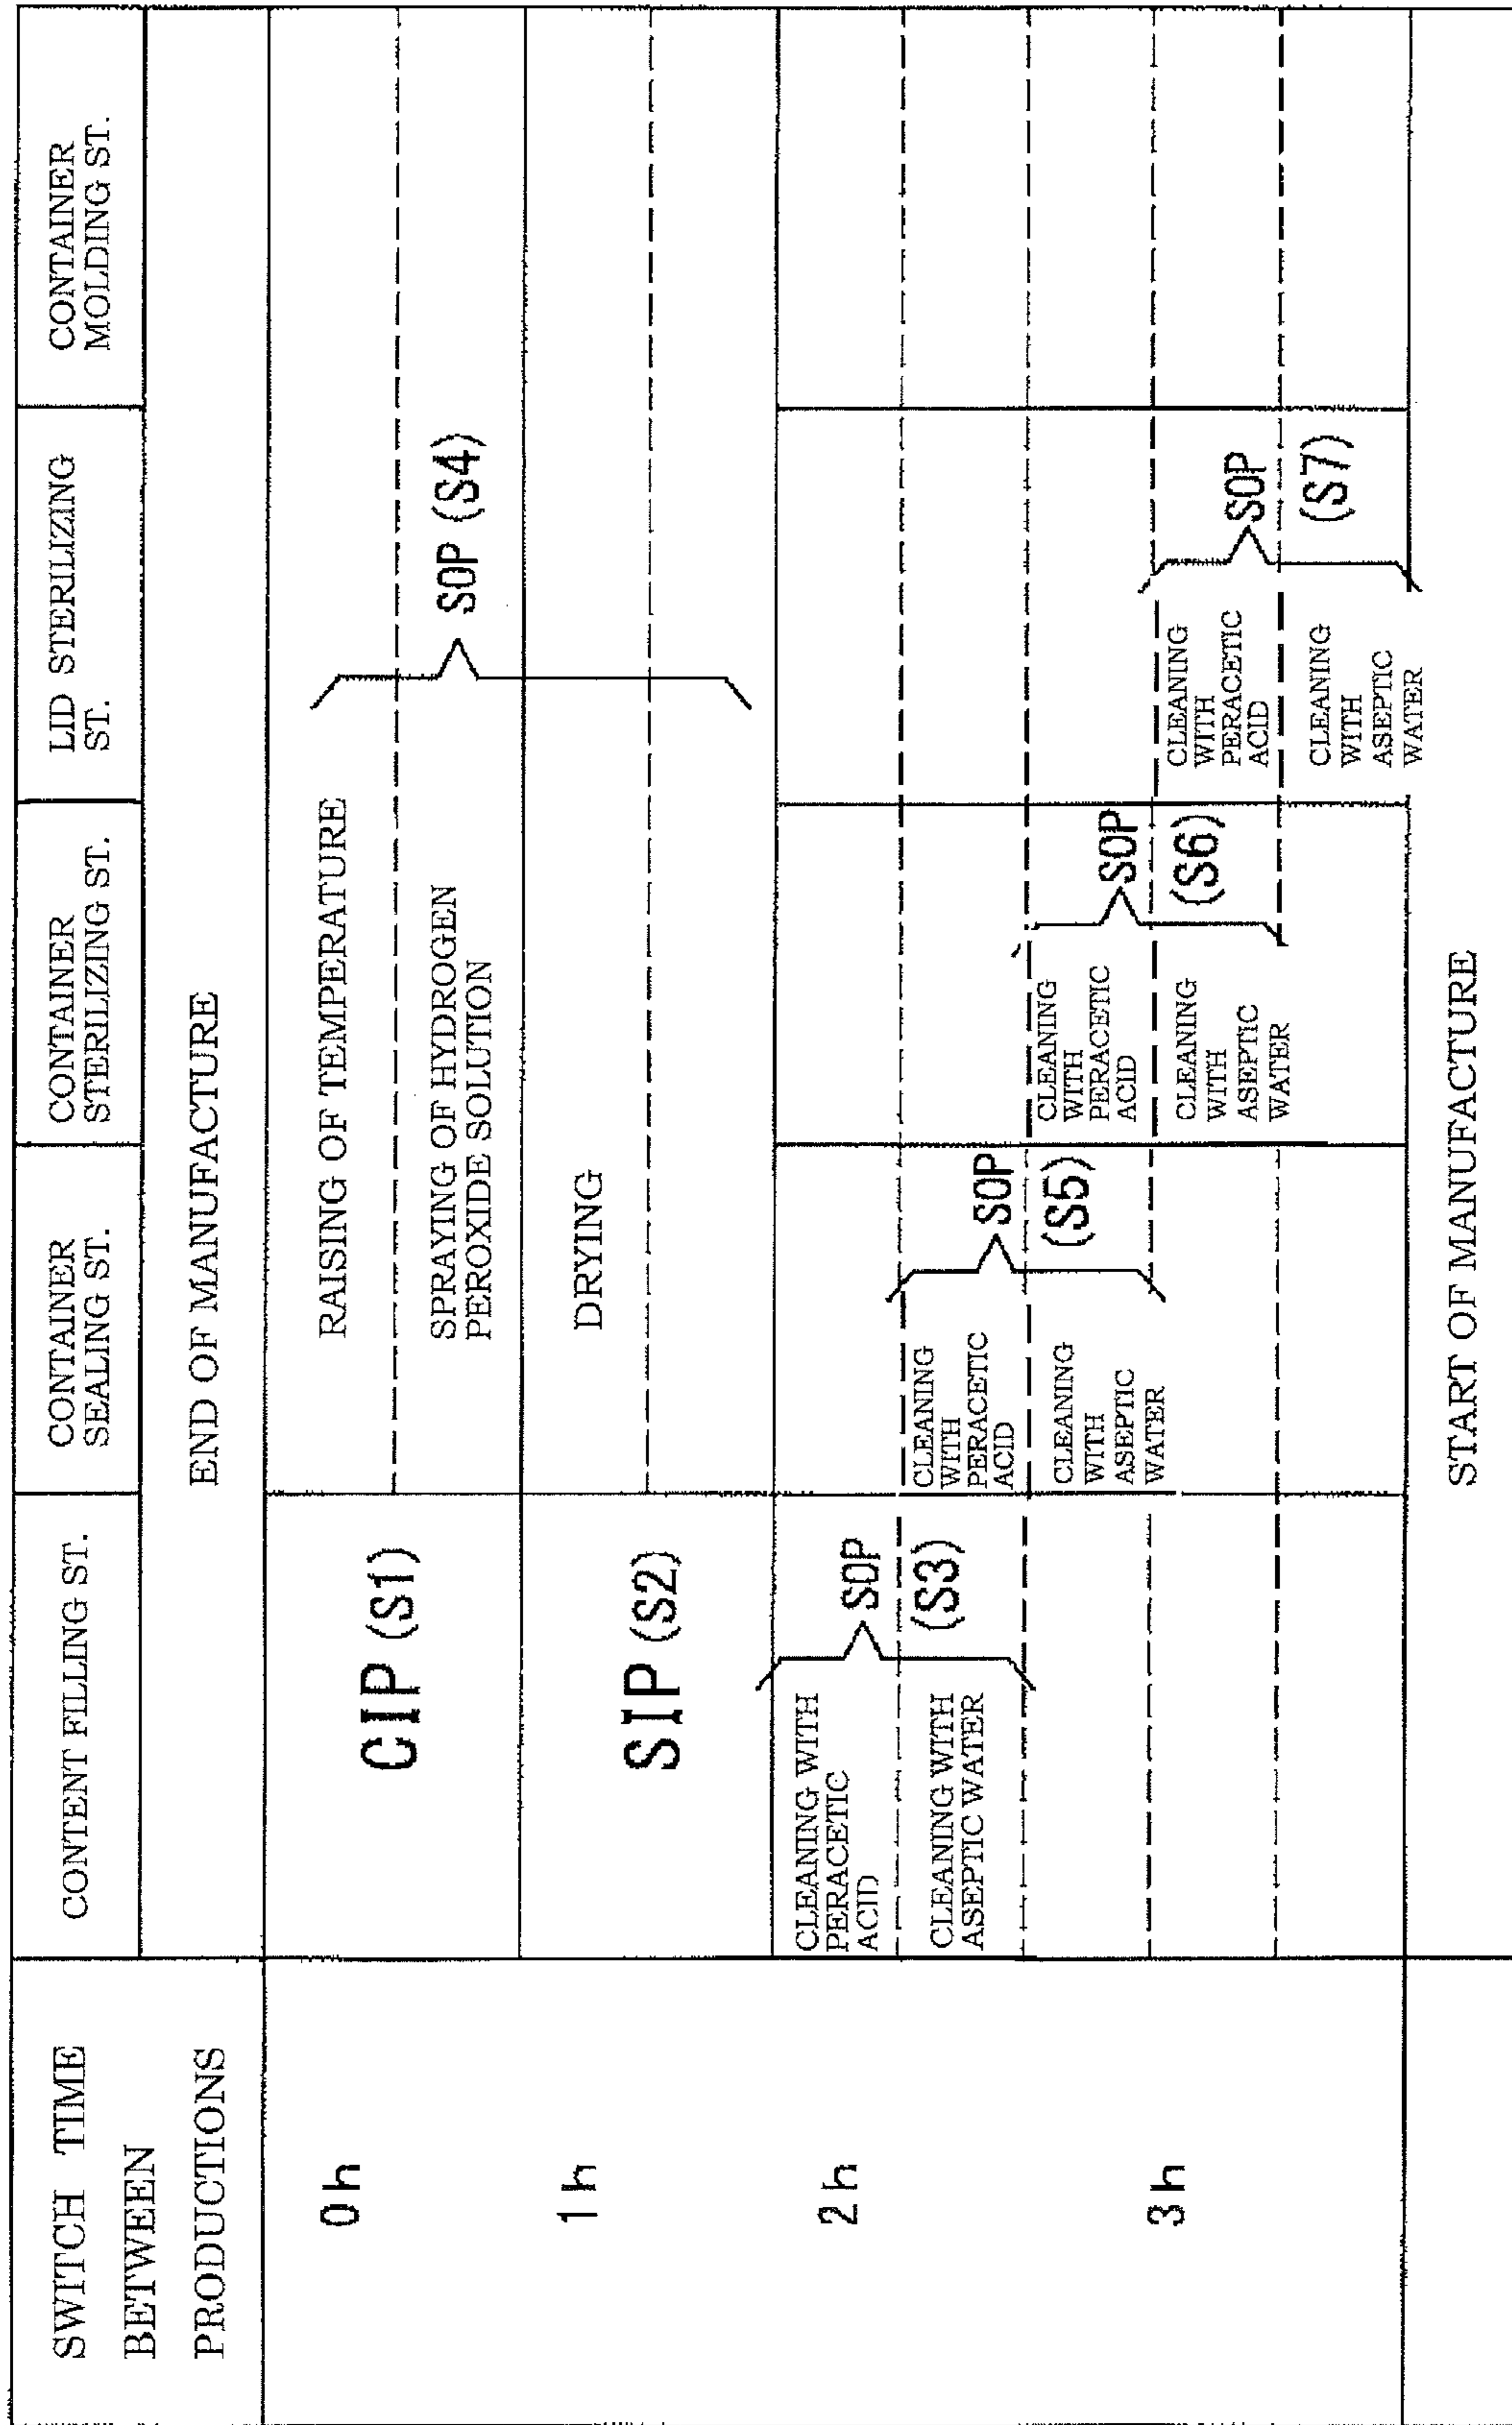 SWITCH TIME
BETWEEN
PRODUCTIONS
CONTENT FILLING ST.
CONTAINER
SEALING ST.
CONTAINER
STERILIZING ST.
LID STERILIZING
ST.
CONTAINER
MOLDING ST.
END OF MANUFACTURE
0h
CIP (S1)
RAISING OF TEMPERATURE
SPRAYING OF HYDROGEN
PEROXIDE SOLUTION
SOP (S4)
1h
SIP (S2)
DRYING
2h
CLEANING WITH
PERACETIC
ACID
CLEANING WITH
ASEPTIC WATER
SOP
(S3)
CLEANING
WITH
PERACETIC
ACID
CLEANING
WITH
ASEPTIC
WATER
SOP
(S5)
3h
CLEANING
WITH
PERACETIC
ACID
CLEANING
WITH
ASEPTIC
WATER
SOP
(S6)
CLEANING
WITH
PERACETIC
ACID
CLEANING
WITH
ASEPTIC
WATER
SOP
(S7)
START OF MANUFACTURE